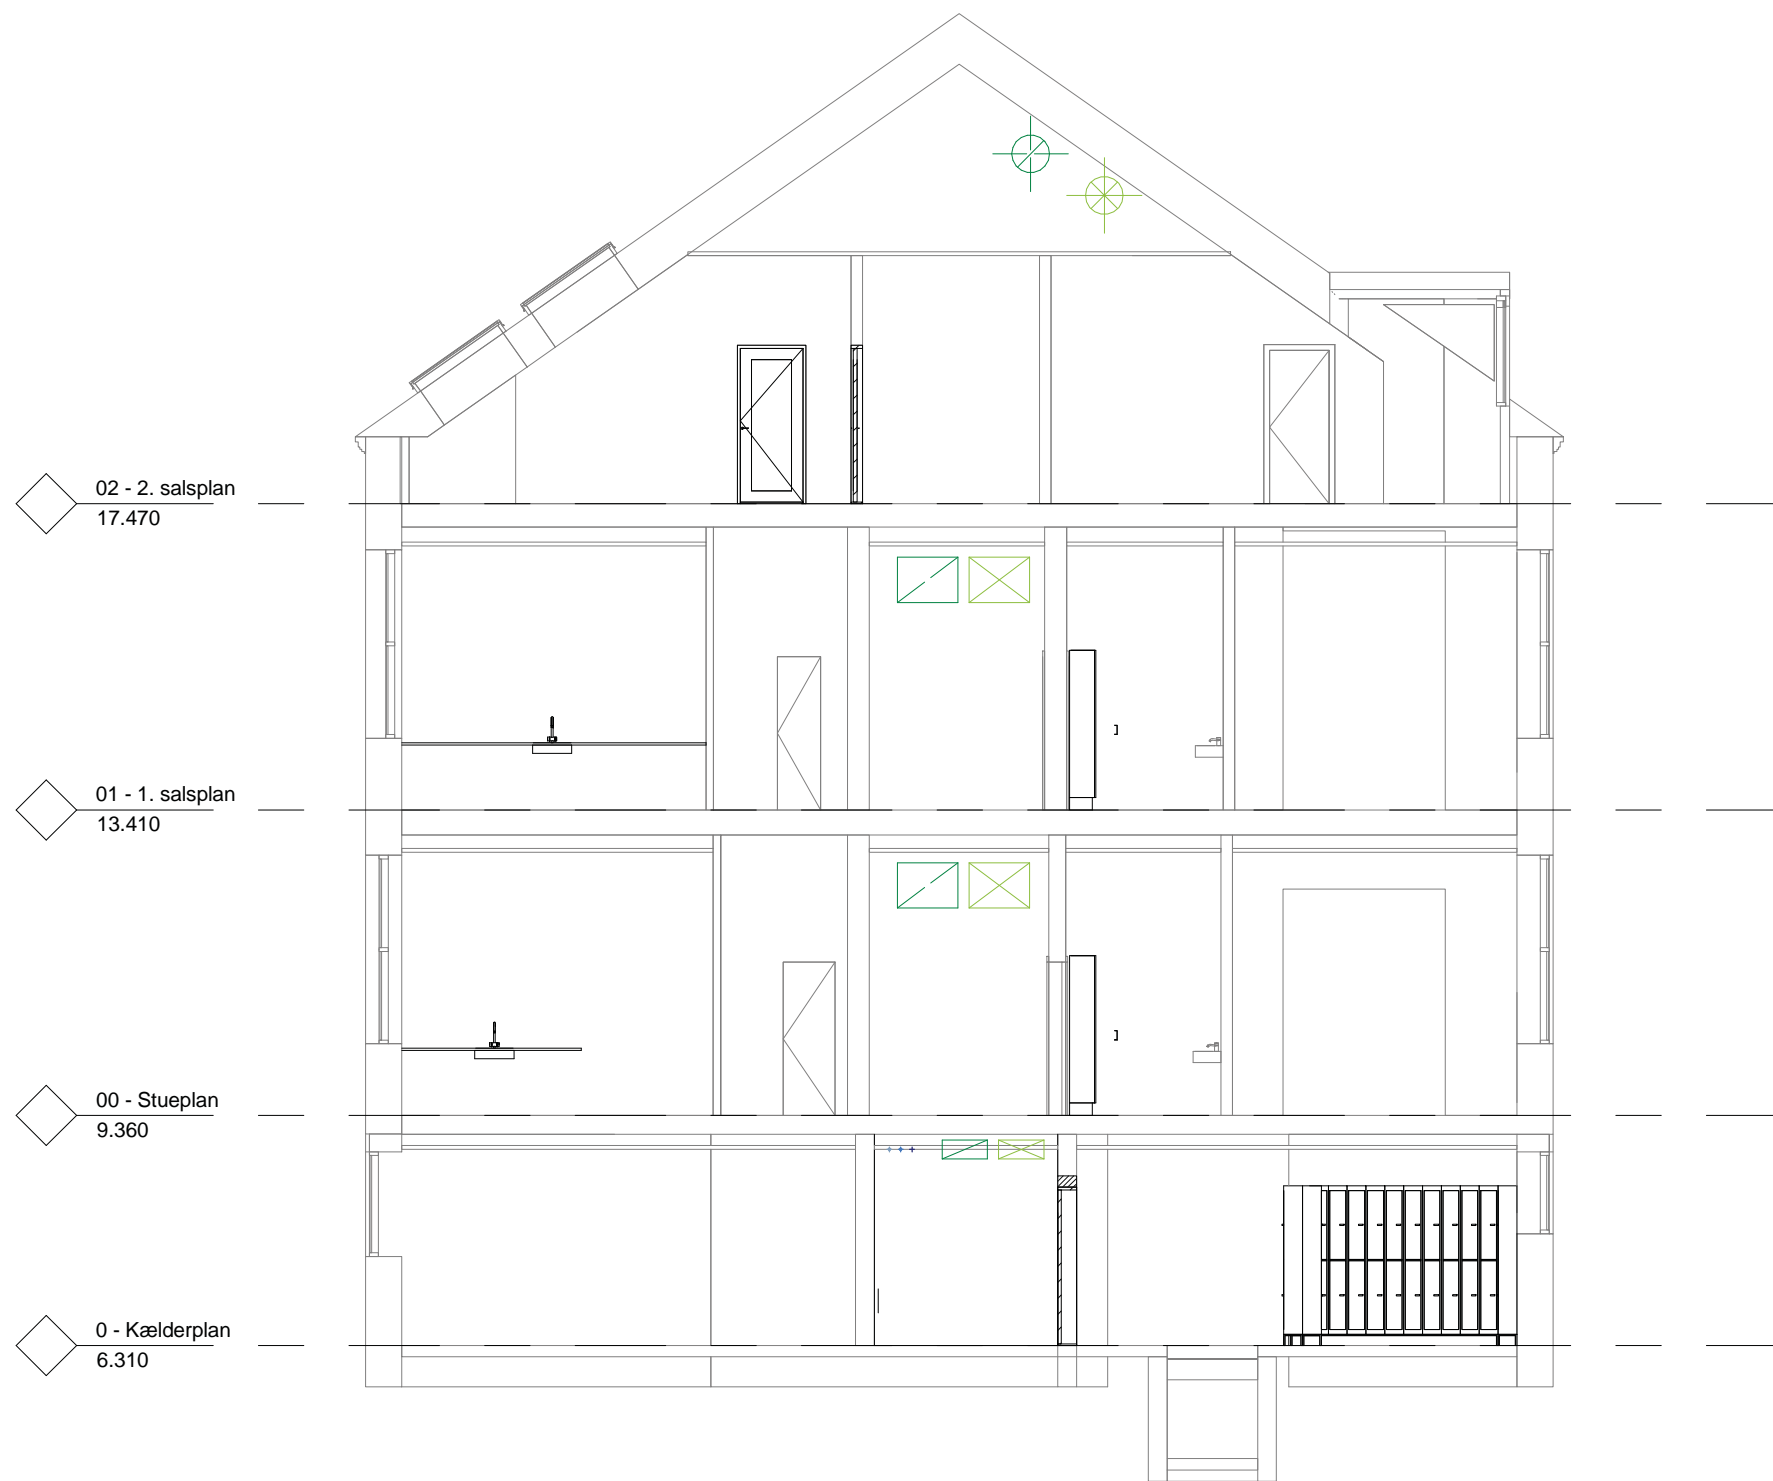 02 - 2. salsplan
17.470
01 - 1. salsplan
13.410
00 - Stueplan
9.360
0 - Kælderplan
6.310